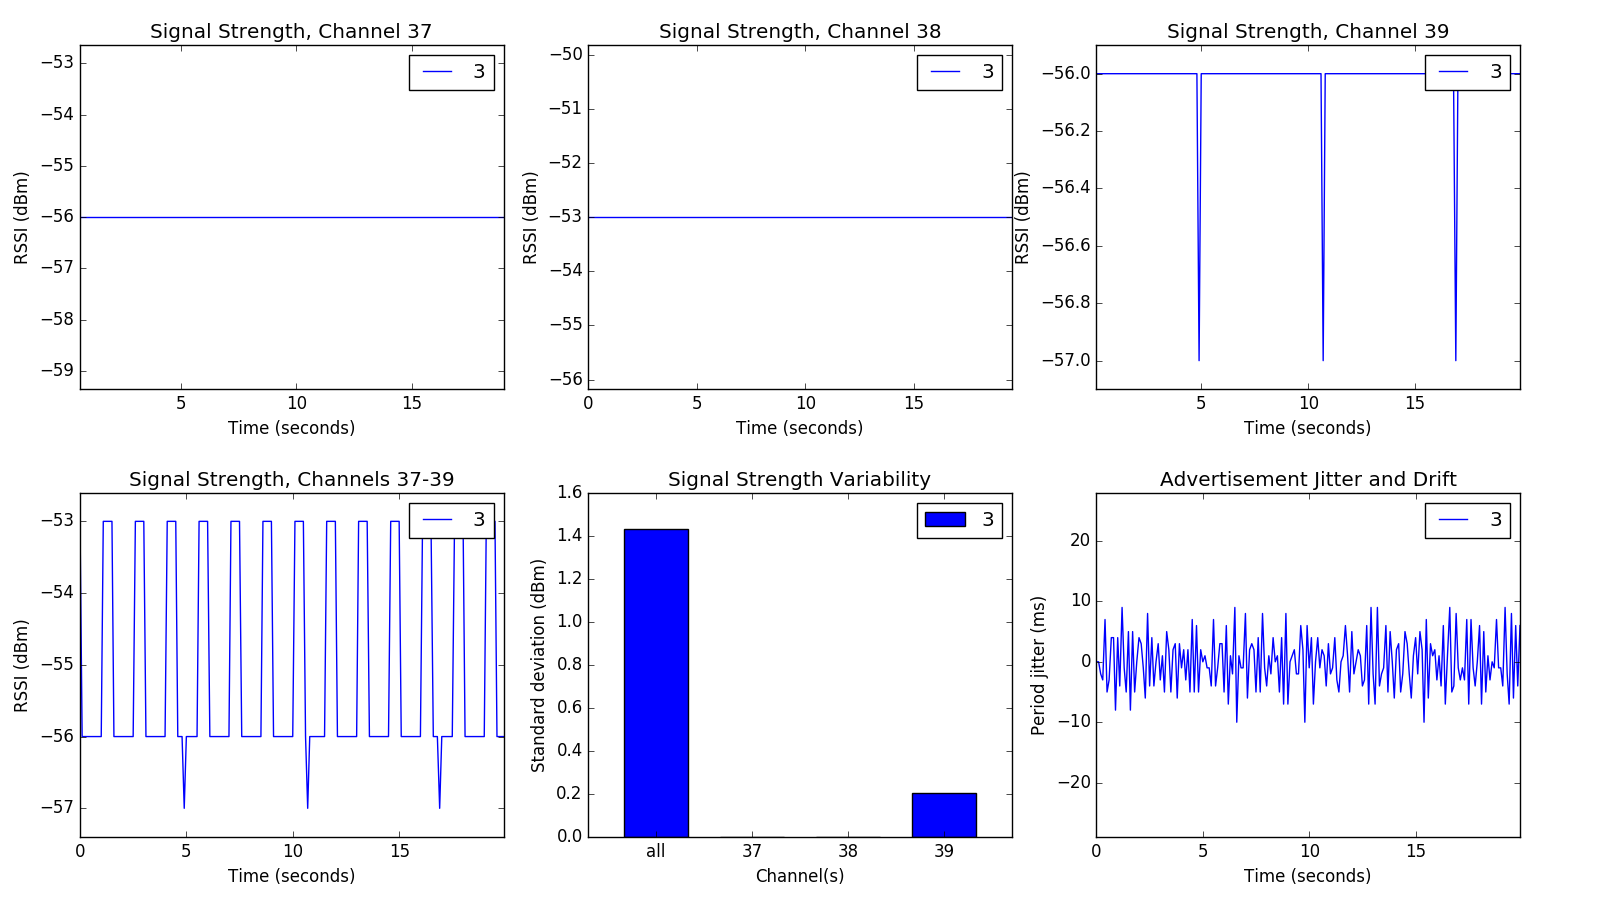 Signal Strength, Channel 37
−53
−54
−55
−56
−57
−58
−59
RSSI (dBm)
3
5 10 15
Time (seconds)
Signal Strength, Channel 38
−50
−51
−52
−53
−54
−55
−56
RSSI (dBm)
3
0 5 10 15
Time (seconds)
Signal Strength, Channel 39
−56.0
−56.2
−56.4
−56.6
−56.8
−57.0
RSSI (dBm)
3
5 10 15
Time (seconds)
Signal Strength, Channels 37-39
−53
−54
−55
−56
−57
RSSI (dBm)
3
0 5 10 15
Time (seconds)
Signal Strength Variability
1.6
1.4
1.2
1.0
0.8
0.6
0.4
0.2
0.0
Standard deviation (dBm)
3
all 37 38 39
Channel(s)
Advertisement Jitter and Drift
20
10
0
−10
−20
Period jitter (ms)
3
0 5 10 15
Time (seconds)